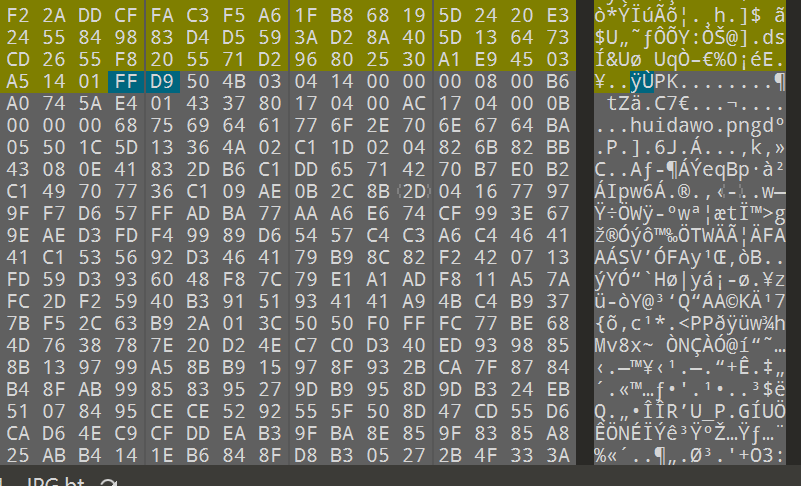 F2 2A DD CF FA C3 F5 A6 1F B8 68 19 5D 24 20 E3 ò*ÝÏúÃõ¦.¸h.]$ ã
24 55 84 98 83 D4 D5 59 3A D2 8A 40 5D 13 64 73 $U„˜ƒÔÕY:ÒŠ@].ds
CD 26 55 F8 20 55 71 D2 96 80 25 30 A1 E9 45 03 Í&Uø UqÒ–€%0¡éE.
A5 14 01 FF D9 50 4B 03 04 14 00 00 00 08 00 B6 ¥..ÿÙPK........¶
A0 74 5A E4 01 43 37 80 17 04 00 AC 17 04 00 0B tZä.C7€...¬....
00 00 00 68 75 69 64 61 77 6F 2E 70 6E 67 64 BA ...huidawo.pngdº
05 50 1C 5D 13 36 4A 02 C1 1D 02 04 82 6B 82 BB .P.].6J.Á...‚k‚»
43 08 0E 41 83 2D B6 C1 DD 65 71 42 70 B7 E0 B2 C..Aƒ-¶ÁÝeqBp·à²
C1 49 70 77 36 C1 09 AE 0B 2C 8B 2D 04 16 77 97 ÁIpw6Á.®.,‹-..w—
9F F7 D6 57 FF AD BA 77 AA A6 E6 74 CF 99 3E 67 Ÿ÷ÖWÿ-ºwª¦ætÏ™>g
9E AE D3 FD F4 99 89 D6 54 57 C4 C3 A6 C4 46 41 ž®Óýô™‰ÖTWÄÃ¦ÄFA
41 C1 53 56 92 D3 46 41 79 B9 8C 82 F2 42 07 13 AÁSV’ÓFAy¹Œ‚òB..
FD 59 D3 93 60 48 F8 7C 79 E1 A1 AD F8 11 A5 7A ýYÓ“`Hø|yá¡-ø.¥z
FC 2D F2 59 40 B3 91 51 93 41 41 A9 4B C4 B9 37 ü-òY@³‘Q“AA©KÄ¹7
7B F5 2C 63 B9 2A 01 3C 50 50 F0 FF FC 77 BE 68 {õ,c¹*.<PPðÿüw¾h
4D 76 38 78 7E 20 D2 4E C7 C0 D3 40 ED 93 98 85 Mv8x~ ÒNÇÀÓ@í“˜…
8B 13 97 99 A5 8B B9 15 97 8F 93 2B CA 7F 87 84 ‹.—™¥‹¹.—.“+Ê.‡„
B4 8F AB 99 85 83 95 27 9D B9 95 8D 9D B3 24 EB ´.«™…ƒ•'.¹•..³$ë
51 07 84 95 CE CE 52 92 55 5F 50 8D 47 CD 55 D6 Q.„•ÎÎR’U_P.GÍUÖ
CA D6 4E C9 CF DD EA B3 9F BA 8E 85 9F 83 85 A8 ÊÖNÉÏÝê³ŸºŽ…Ÿƒ…¨
25 AB B4 14 1E B6 84 8F D8 B3 05 27 2B 4F 33 3A %«´..¶„.Ø³.'+O3: